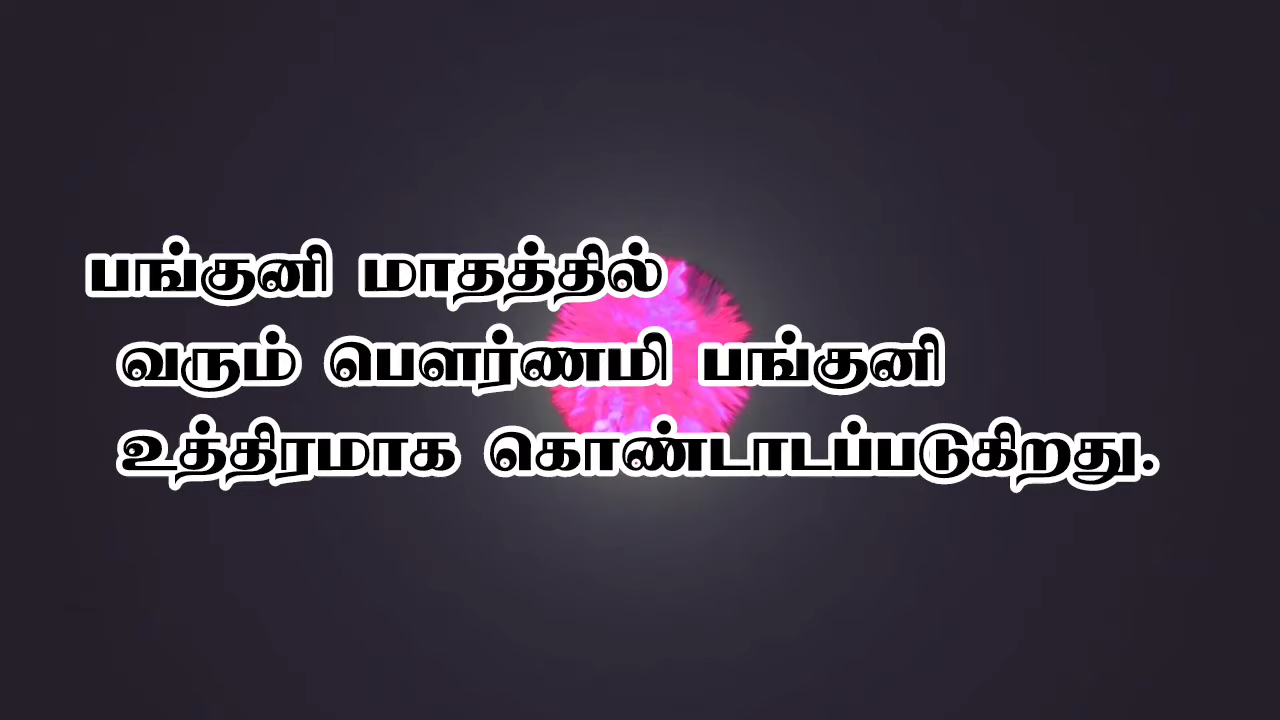 பங்குனி மாதத்தில்
வரும் பௌர்ணமி பங்குனி
உத்திரமாக கொண்டாடப்படுகிறது.